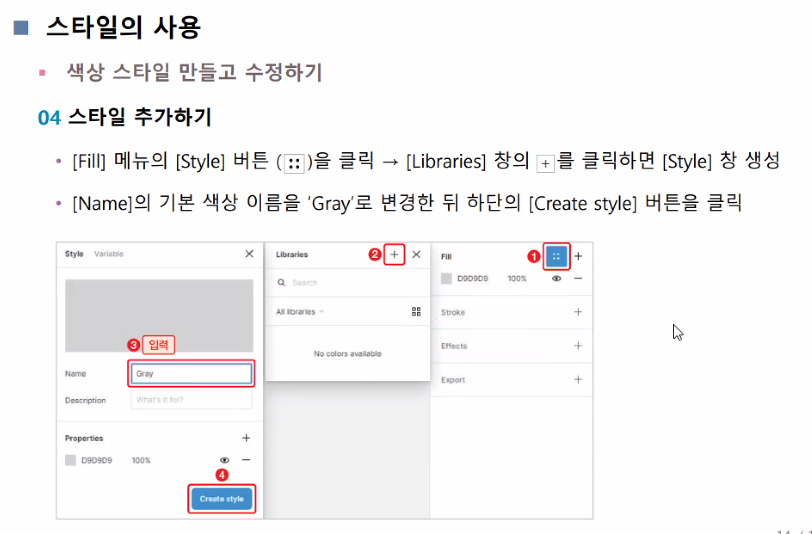 스타일의 사용
색상 스타일 만들고 수정하기
04 스타일 추가하기
[Fill] 메뉴의 [Style] 버튼 (∷)을 클릭 → [Libraries] 창의 +를 클릭하면 [Style] 창 생성
[Name]의 기본 색상 이름을 'Gray'로 변경한 뒤 하단의 [Create style] 버튼을 클릭
Style Variable
3 입력
Name Gray
Description What's it for?
Properties
D9D9D9 100%
4
Create style
Libraries 2
Search
All libraries
No colors available
Fill 1
D9D9D9 100%
Stroke
Effects
Export